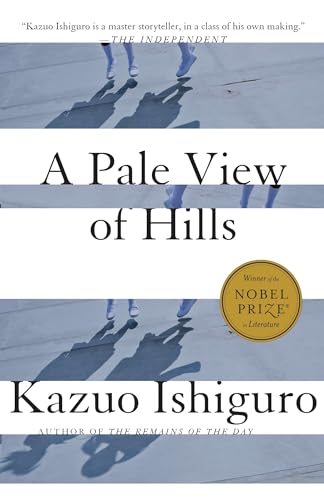 “Kazuo Ishiguro is a master storyteller, in a class of his own making.”
—THE INDEPENDENT
A Pale View
of Hills
Winner of the
NOBEL
PRIZE®
in Literature
Kazuo Ishiguro
AUTHOR OF THE REMAINS OF THE DAY